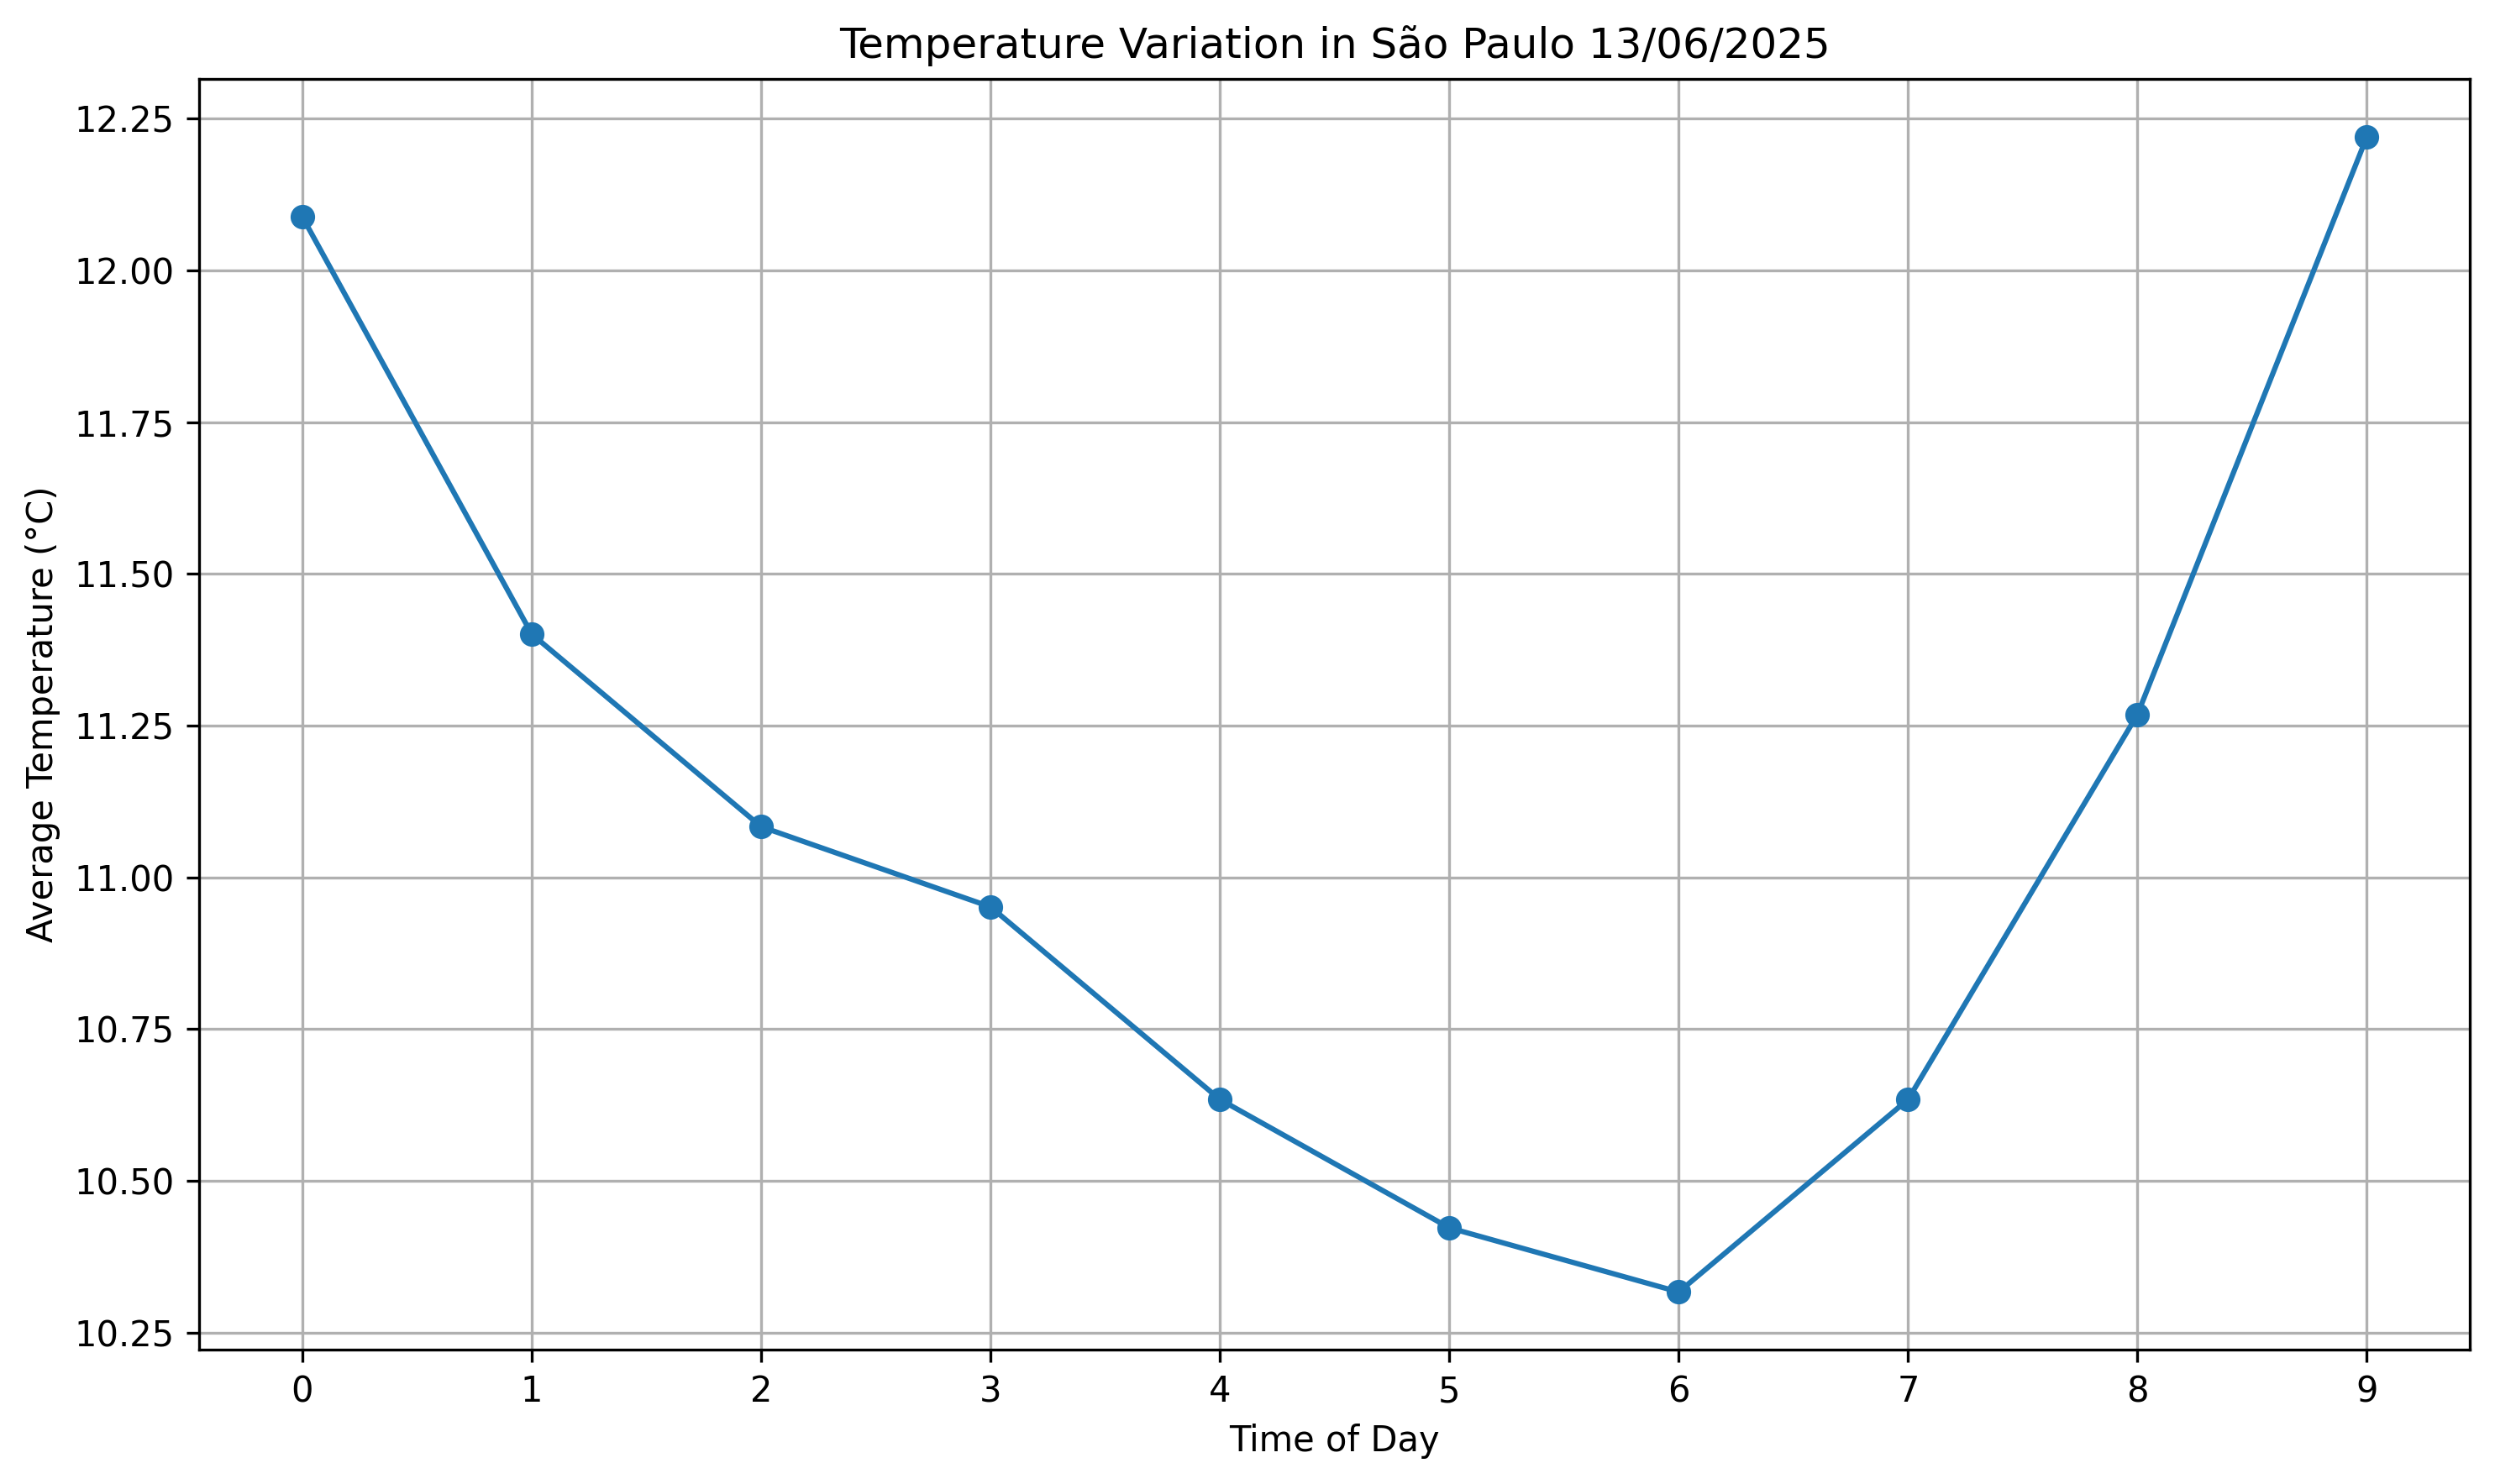 Temperature Variation in São Paulo 13/06/2025
12.25
12.00
11.75
11.50
11.25
11.00
10.75
10.50
10.25
Average Temperature (°C)
0 1 2 3 4 5 6 7 8 9
Time of Day